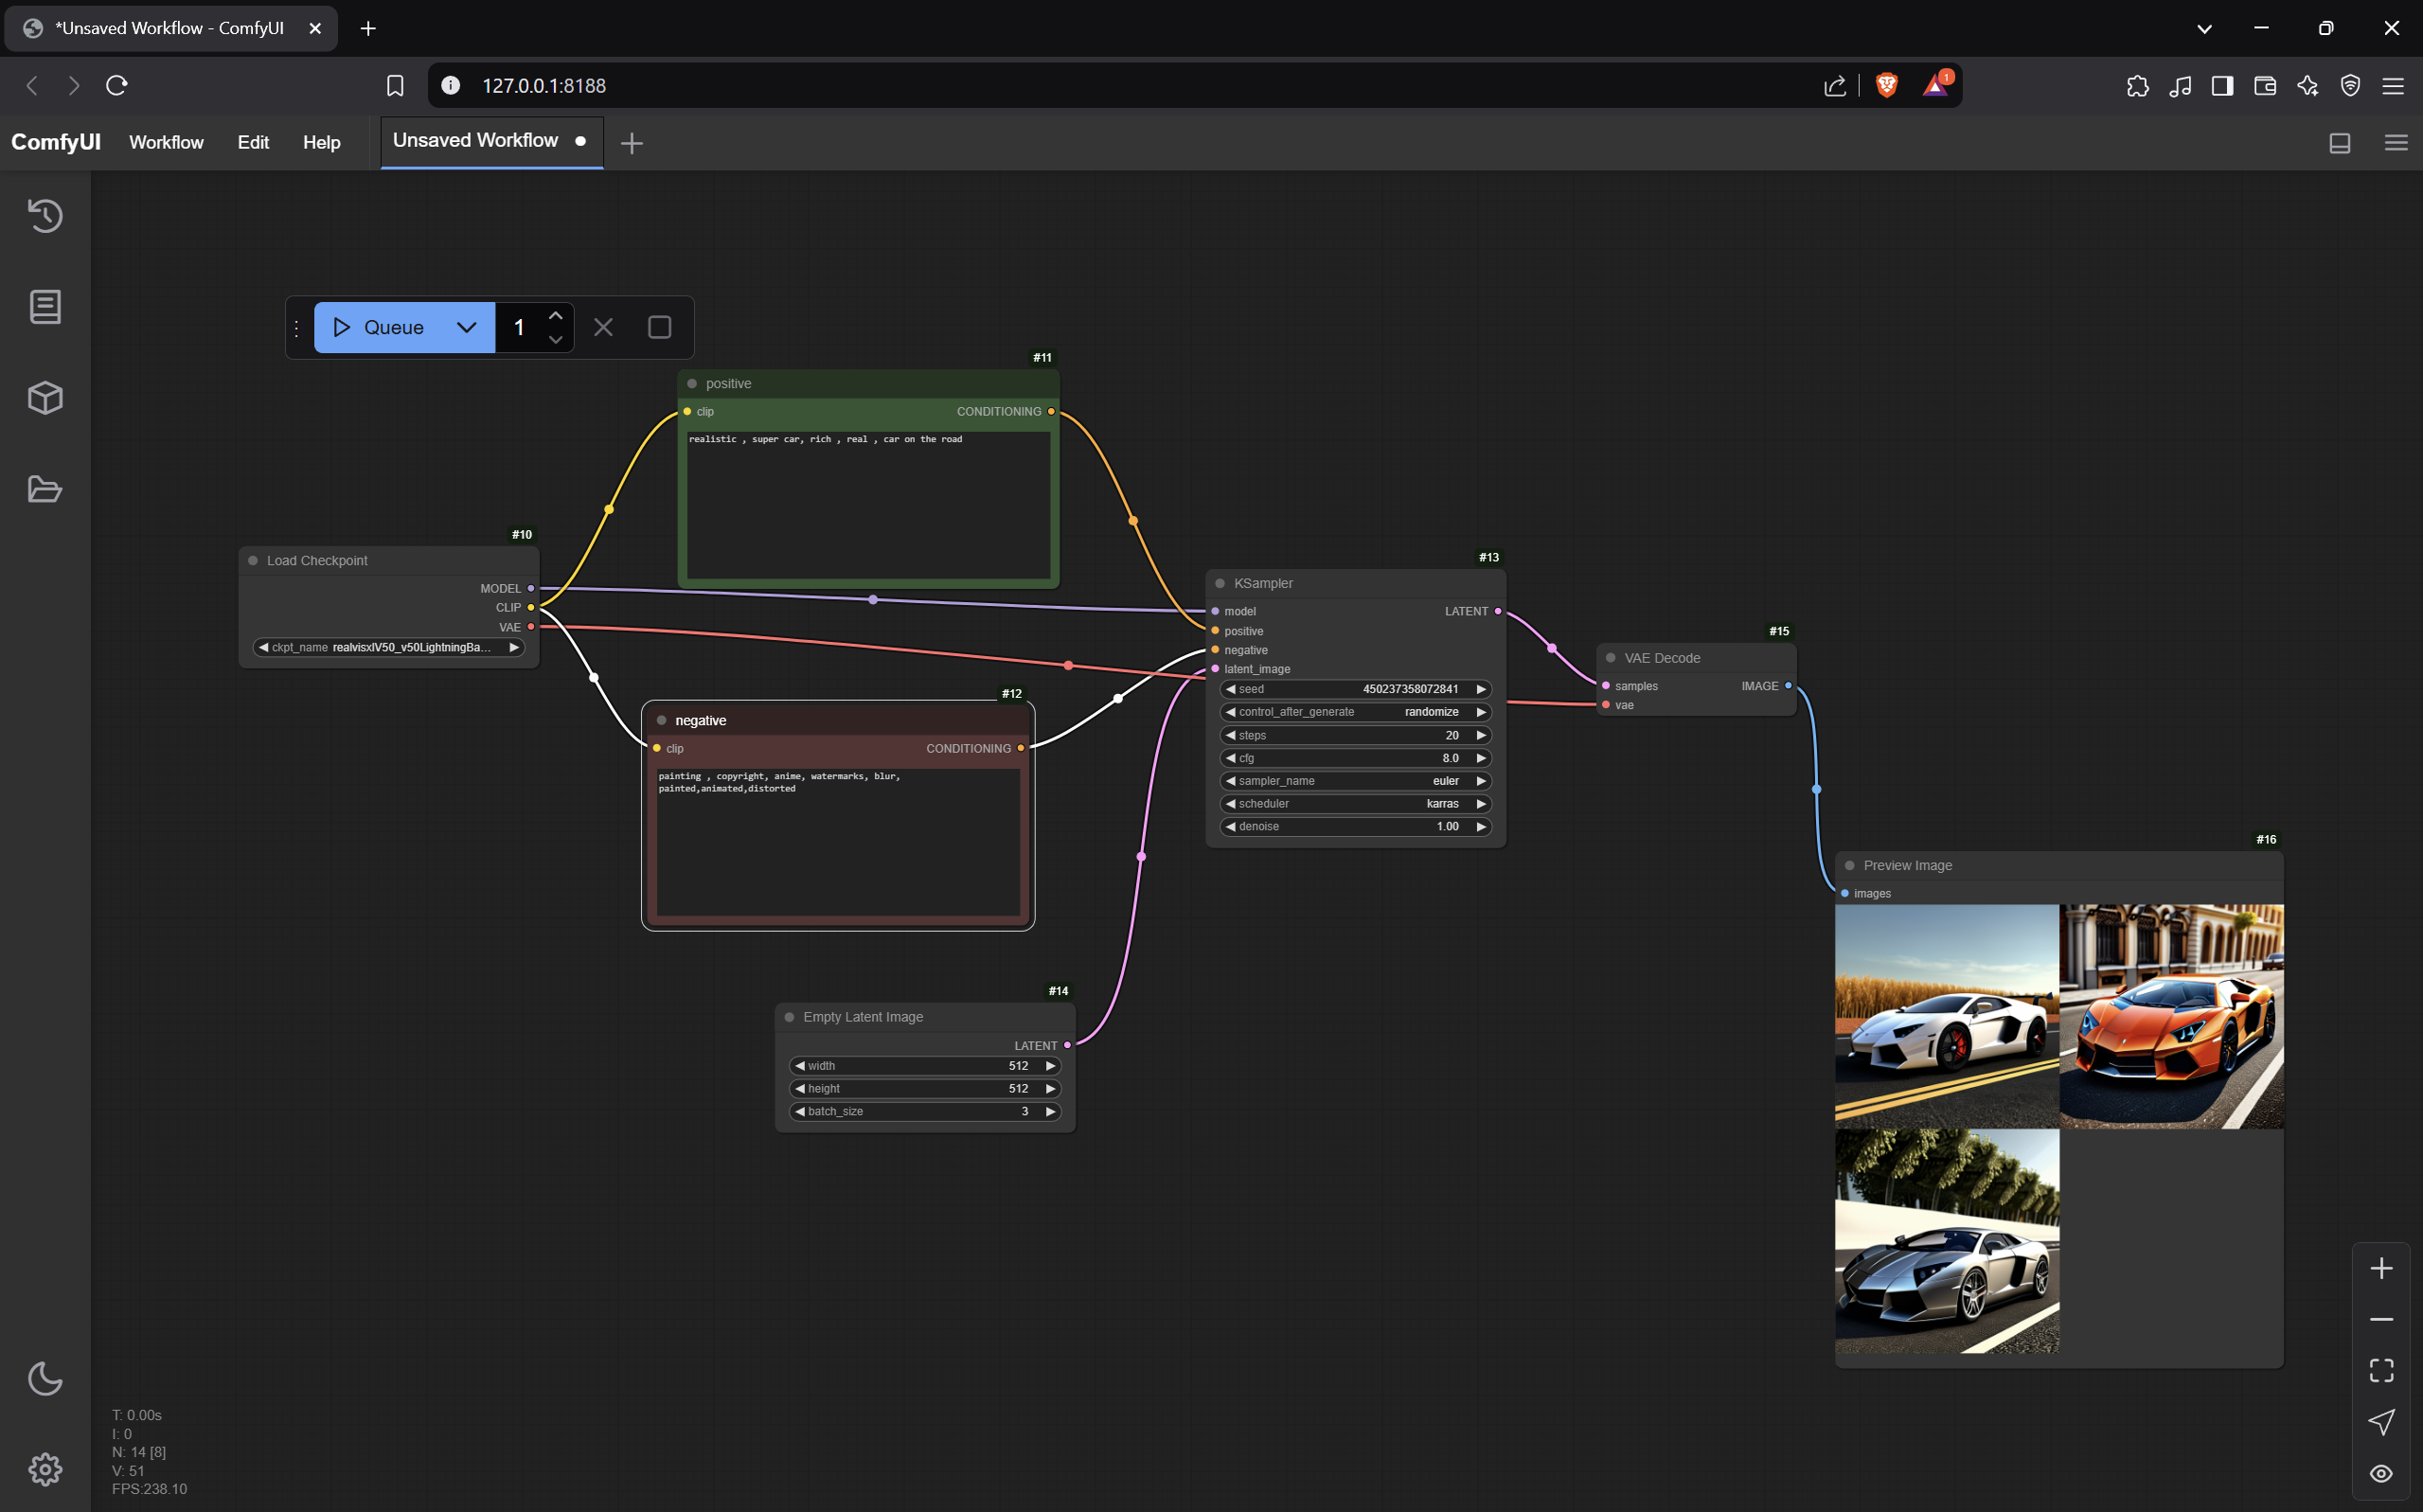 *Unsaved Workflow - ComfyUI
127.0.0.1:8188
1
ComfyUI Workflow Edit Help Unsaved Workflow
Queue 1
#11
positive
clip CONDITIONING
realistic , super car, rich , real , car on the road
#10
Load Checkpoint
MODEL
CLIP
VAE
ckpt_name realvisxlV50_v50LightningBa...
#12
negative
clip CONDITIONING
painting , copyright, anime, watermarks, blur,
painted,animated,distorted
#14
Empty Latent Image
LATENT
width 512
height 512
batch_size 3
#13
KSampler
model LATENT
positive
negative
latent_image
seed 450237358072841
control_after_generate randomize
steps 20
cfg 8.0
sampler_name euler
scheduler karras
denoise 1.00
#15
VAE Decode
samples IMAGE
vae
#16
Preview Image
images
T: 0.00s
I: 0
N: 14 [8]
V: 51
FPS:238.10